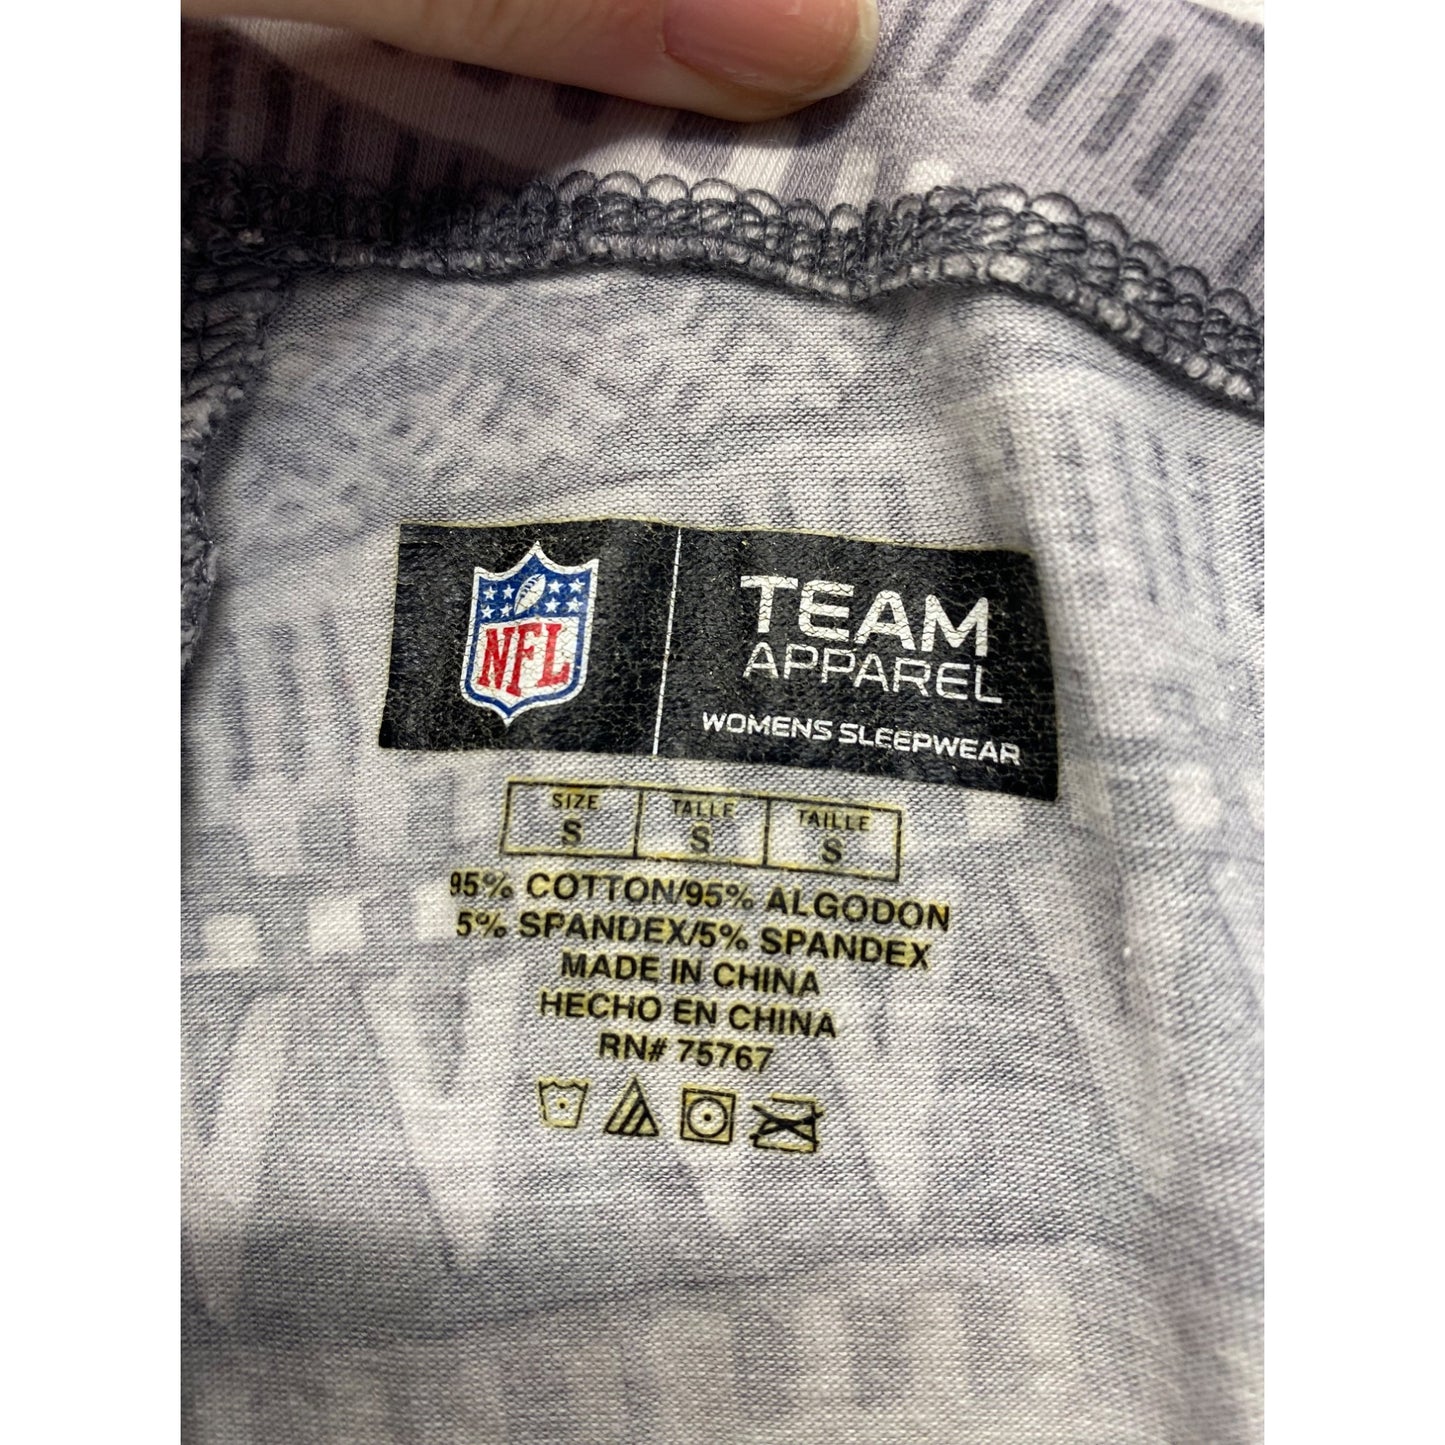 NFL
TEAM
APPAREL
WOMENS SLEEPWEAR
SIZE TALLE TAILLE
S S S
95% COTTON/95% ALGODON
5% SPANDEX/5% SPANDEX
MADE IN CHINA
HECHO EN CHINA
RN# 75767